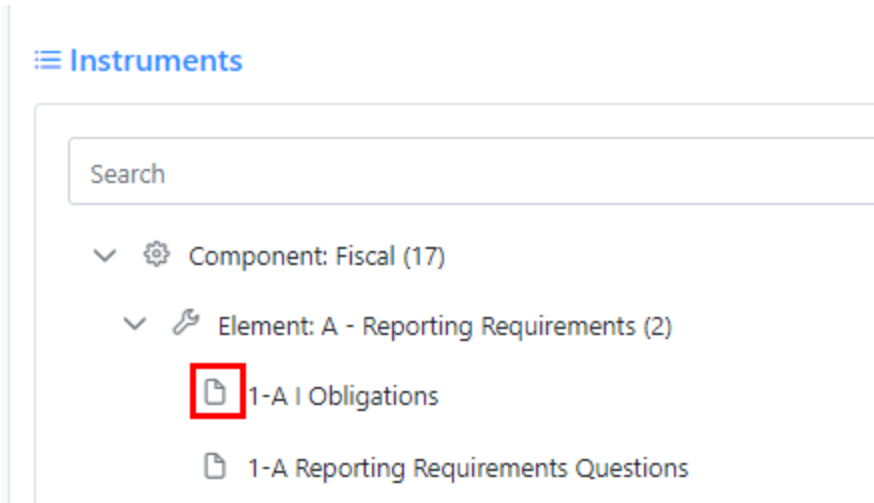 Instruments
Search
Component: Fiscal (17)
Element: A - Reporting Requirements (2)
1-A I Obligations
1-A Reporting Requirements Questions